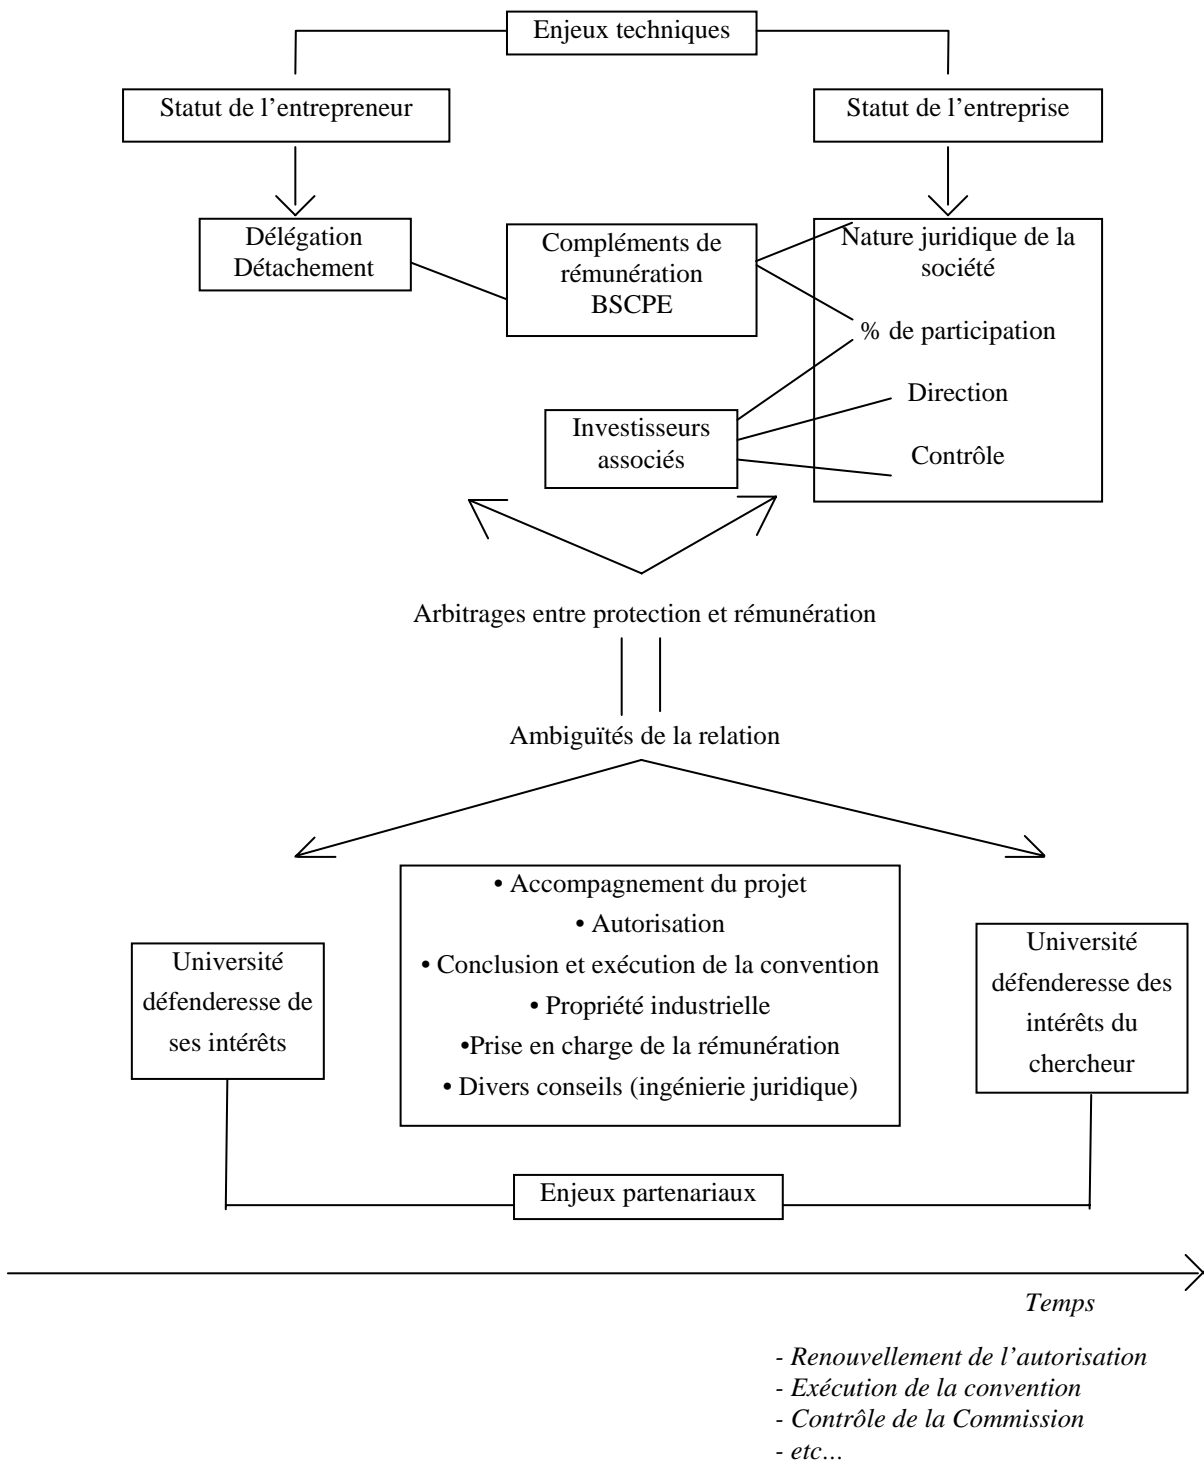 Enjeux techniques
Statut de l’entrepreneur
Statut de l’entreprise
Délégation
Détachement
Compléments de
rémunération
BSCPE
Nature juridique de la
société
% de participation
Direction
Contrôle
Investisseurs
associés
Arbitrages entre protection et rémunération
Ambiguïtés de la relation
Université
défenderesse de
ses intérêts
• Accompagnement du projet
• Autorisation
• Conclusion et exécution de la convention
• Propriété industrielle
•Prise en charge de la rémunération
• Divers conseils (ingénierie juridique)
Université
défenderesse des
intérêts du
chercheur
Enjeux partenariaux
Temps
- Renouvellement de l’autorisation
- Exécution de la convention
- Contrôle de la Commission
- etc…